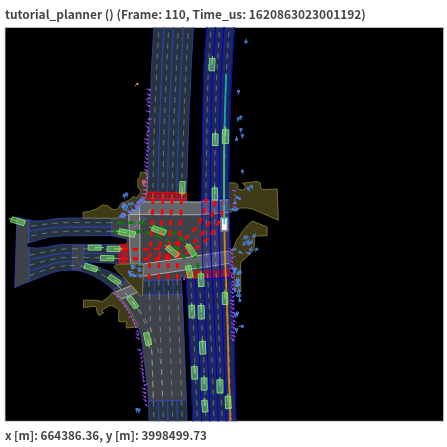 tutorial_planner () (Frame: 110, Time_us: 1620863023001192)
x [m]: 664386.36, y [m]: 3998499.73